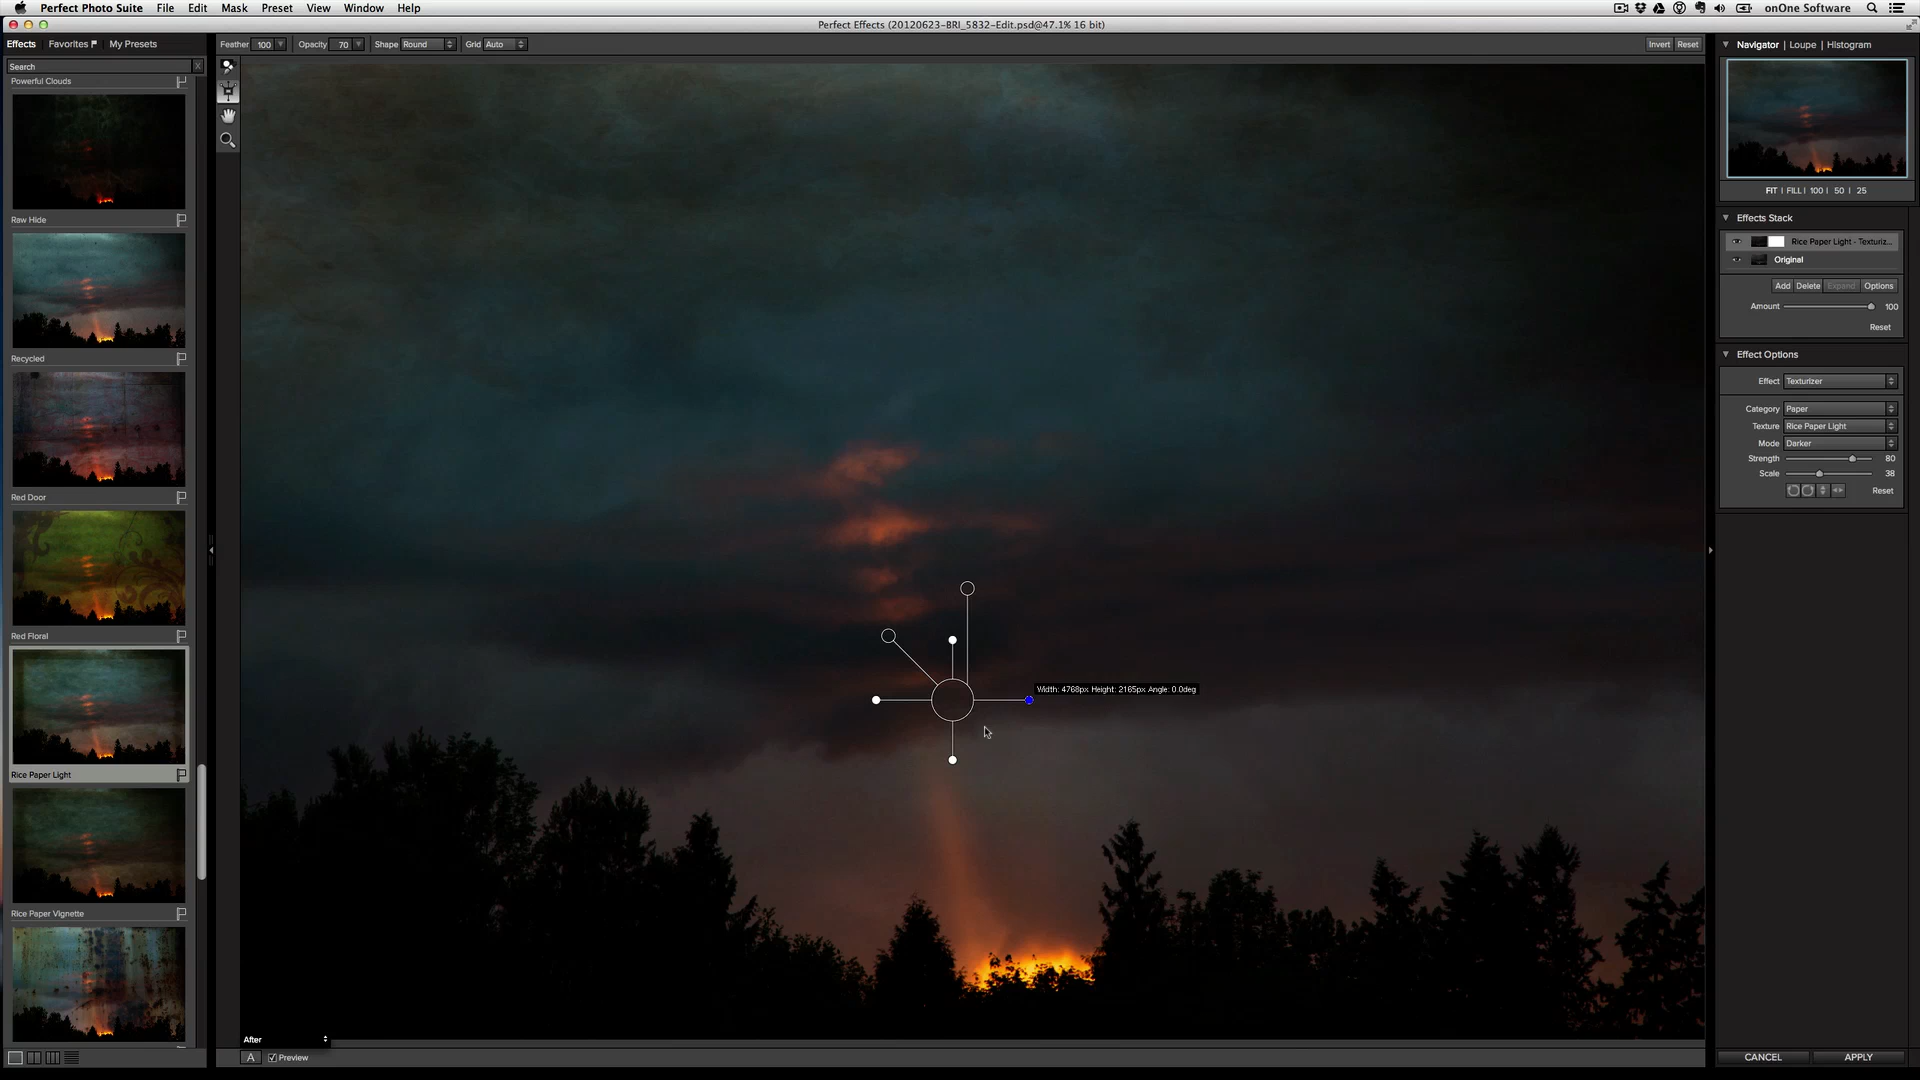 Perfect Photo Suite File Edit Mask Preset View Window Help onOne Software
Perfect Effects (20120623-BRI_5832-Edit.psd@47.1% 16 bit)
Effects Favorites My Presets
Feather 100 Opacity 70 Shape Round Grid Auto Invert Reset
Navigator Loupe Histogram
Search X
Powerful Clouds
Raw Hide
Recycled
Red Door
Red Floral
Rice Paper Light
Rice Paper Vignette
Width: 4768px Height: 2165px Angle: 0.0deg
After
A Preview
FIT FILL 100 50 25
Effects Stack
Rice Paper Light - Texturiz...
Original
Add Delete Expand Options
Amount 100
Reset
Effect Options
Effect Texturizer
Category Paper
Texture Rice Paper Light
Mode Darker
Strength 80
Scale 38
Reset
CANCEL APPLY